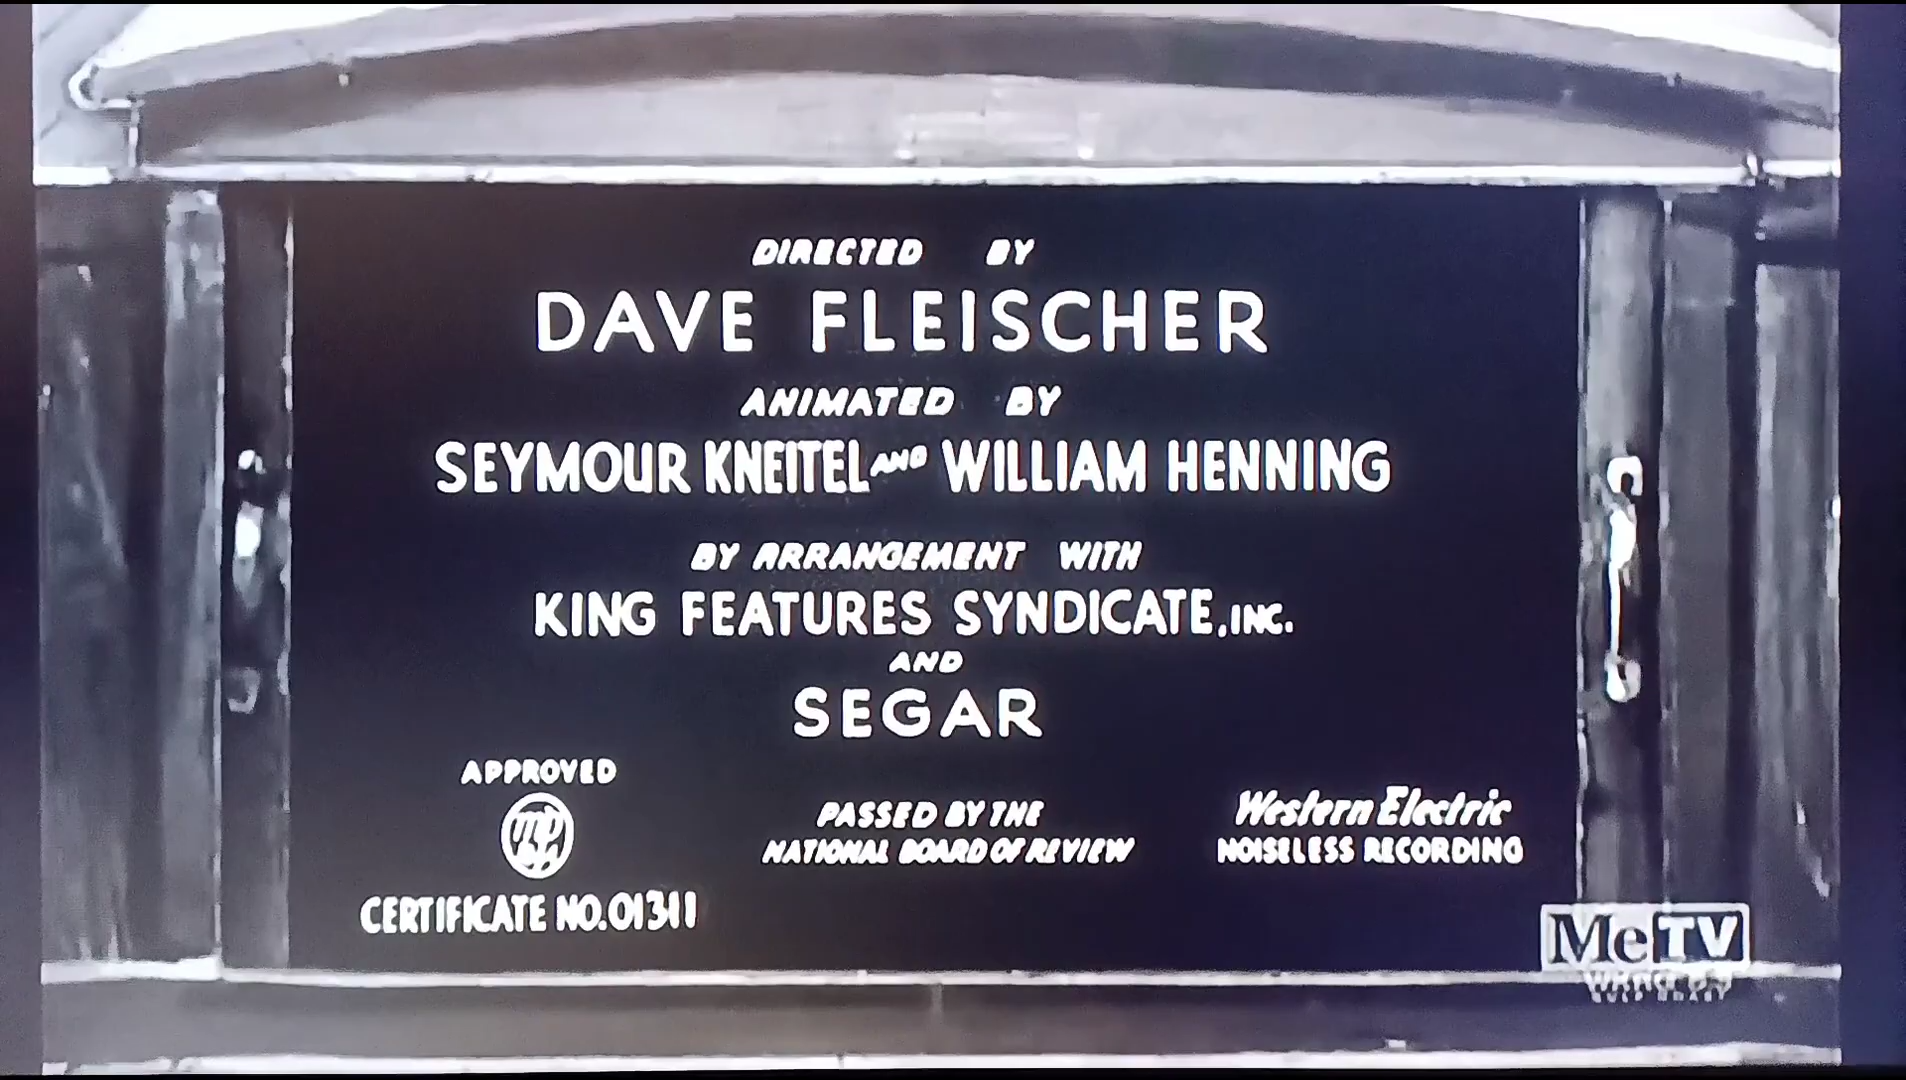 DIRECTED BY
DAVE FLEISCHER
ANIMATED BY
SEYMOUR KNEITEL AND WILLIAM HENNING
BY ARRANGEMENT WITH
KING FEATURES SYNDICATE, INC.
AND
SEGAR
APPROVED
CERTIFICATE NO. 01311
PASSED BY THE
NATIONAL BOARD OF REVIEW
Western Electric
NOISELESS RECORDING
MeTV